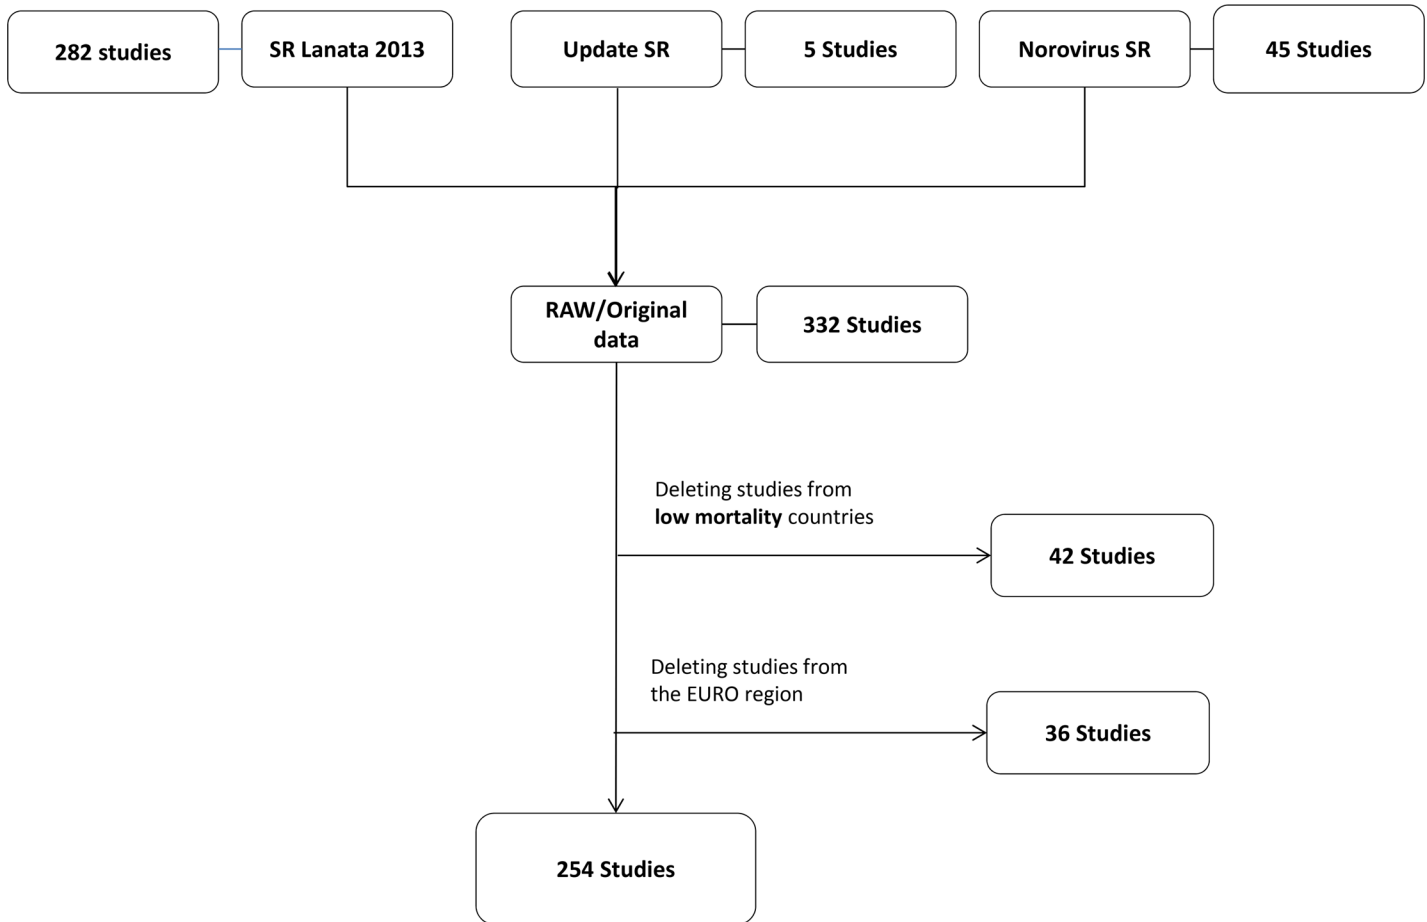 282 studies
SR Lanata 2013
Update SR
5 Studies
Norovirus SR
45 Studies
RAW/Original
data
332 Studies
Deleting studies from
low mortality countries
42 Studies
Deleting studies from
the EURO region
36 Studies
254 Studies